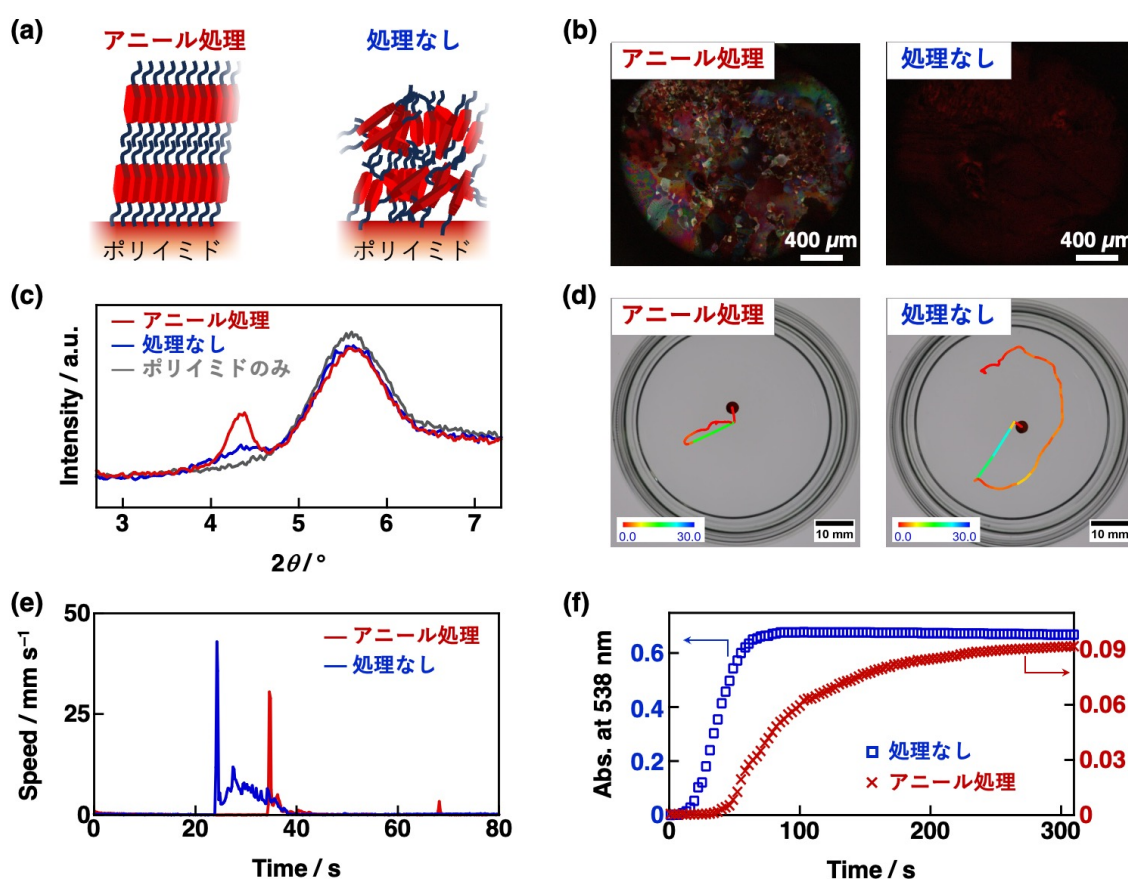 (a)
アニール処理
処理なし
ポリイミド
ポリイミド
(b)
アニール処理
400 µm
処理なし
400 µm
(c)
アニール処理
処理なし
ポリイミドのみ
Intensity / a.u.
3 4 5 6 7
2θ / °
(d)
アニール処理
0.0 30.0
10 mm
処理なし
0.0 30.0
10 mm
(e)
アニール処理
処理なし
Speed / mm s⁻¹
50
25
0
0 20 40 60 80
Time / s
(f)
処理なし
アニール処理
Abs. at 538 nm
0.6
0.4
0.2
0
0.09
0.06
0.03
0
0 100 200 300
Time / s